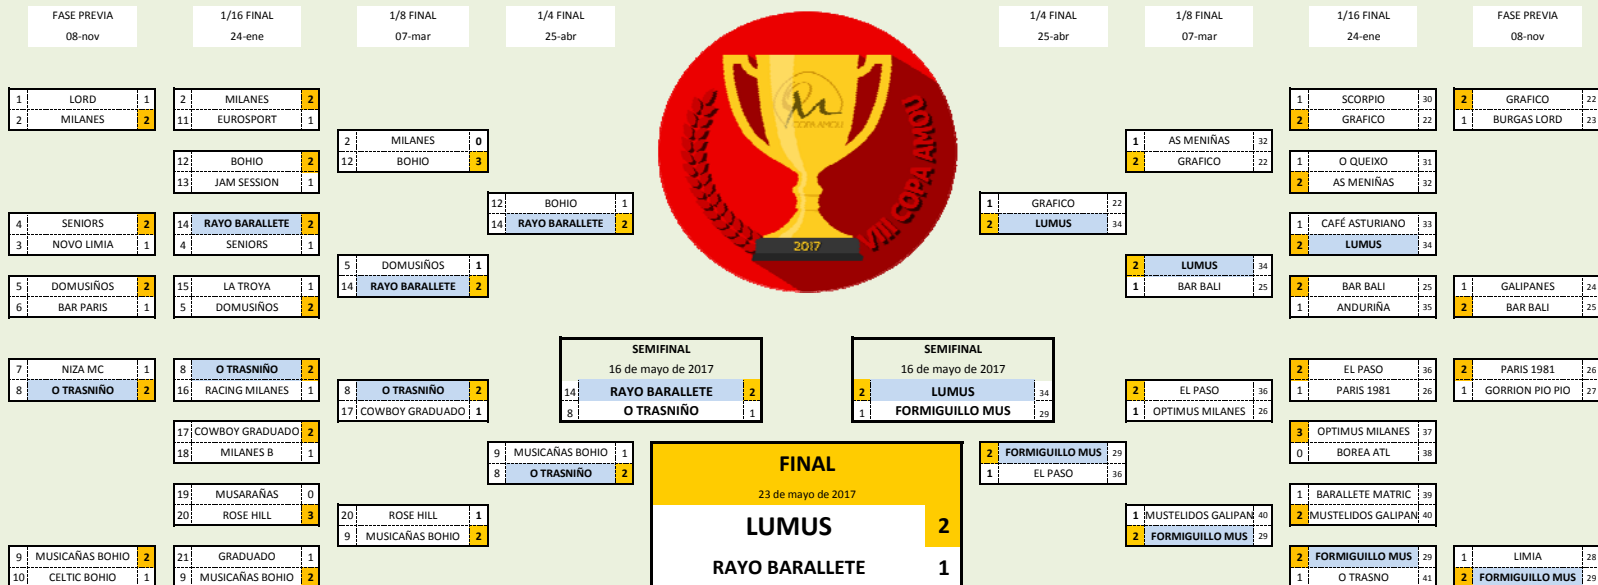 FASE PREVIA 1/16 FINAL 1/8 FINAL 1/4 FINAL 1/4 FINAL 1/8 FINAL 1/16 FINAL FASE PREVIA
08-nov 24-ene 07-mar 25-abr 25-abr 07-mar 24-ene 08-nov
COPA AMOU
VIII COPA AMOU
2017
1 LORD 1
2 MILANES 2
4 SENIORS 2
3 NOVO LIMIA 1
5 DOMUSIÑOS 2
6 BAR PARIS 1
7 NIZA MC 1
8 O TRASNIÑO 2
9 MUSICAÑAS BOHIO 2
10 CELTIC BOHIO 1
2 MILANES 2
11 EUROSPORT 1
12 BOHIO 2
13 JAM SESSION 1
14 RAYO BARALLETE 2
4 SENIORS 1
15 LA TROYA 1
5 DOMUSIÑOS 2
8 O TRASNIÑO 2
16 RACING MILANES 1
17 COWBOY GRADUADO 2
18 MILANES B 1
19 MUSARAÑAS 0
20 ROSE HILL 3
21 GRADUADO 1
9 MUSICAÑAS BOHIO 2
2 MILANES 0
12 BOHIO 3
5 DOMUSIÑOS 1
14 RAYO BARALLETE 2
8 O TRASNIÑO 2
17 COWBOY GRADUADO 1
20 ROSE HILL 1
9 MUSICAÑAS BOHIO 2
12 BOHIO 1
14 RAYO BARALLETE 2
9 MUSICAÑAS BOHIO 1
8 O TRASNIÑO 2
SEMIFINAL
16 de mayo de 2017
14 RAYO BARALLETE 2
8 O TRASNIÑO 1
SEMIFINAL
16 de mayo de 2017
2 LUMUS 34
1 FORMIGUILLO MUS 29
FINAL
23 de mayo de 2017
LUMUS 2
RAYO BARALLETE 1
1 GRAFICO 22
2 LUMUS 34
2 FORMIGUILLO MUS 29
1 EL PASO 36
1 AS MENIÑAS 32
2 GRAFICO 22
2 LUMUS 34
1 BAR BALI 25
2 EL PASO 36
1 OPTIMUS MILANES 26
1 MUSTELIDOS GALIPAN 40
2 FORMIGUILLO MUS 29
1 SCORPIO 30
2 GRAFICO 22
1 O QUEIXO 31
2 AS MENIÑAS 32
1 CAFÉ ASTURIANO 33
2 LUMUS 34
2 BAR BALI 25
1 ANDURIÑA 35
2 EL PASO 36
1 PARIS 1981 26
3 OPTIMUS MILANES 37
0 BOREA ATL 38
1 BARALLETE MATRIC 39
2 MUSTELIDOS GALIPAN 40
2 FORMIGUILLO MUS 29
1 O TRASNO 41
2 GRAFICO 22
1 BURGAS LORD 23
1 GALIPANES 24
2 BAR BALI 25
2 PARIS 1981 26
1 GORRION PIO PIO 27
1 LIMIA 28
2 FORMIGUILLO MUS 29